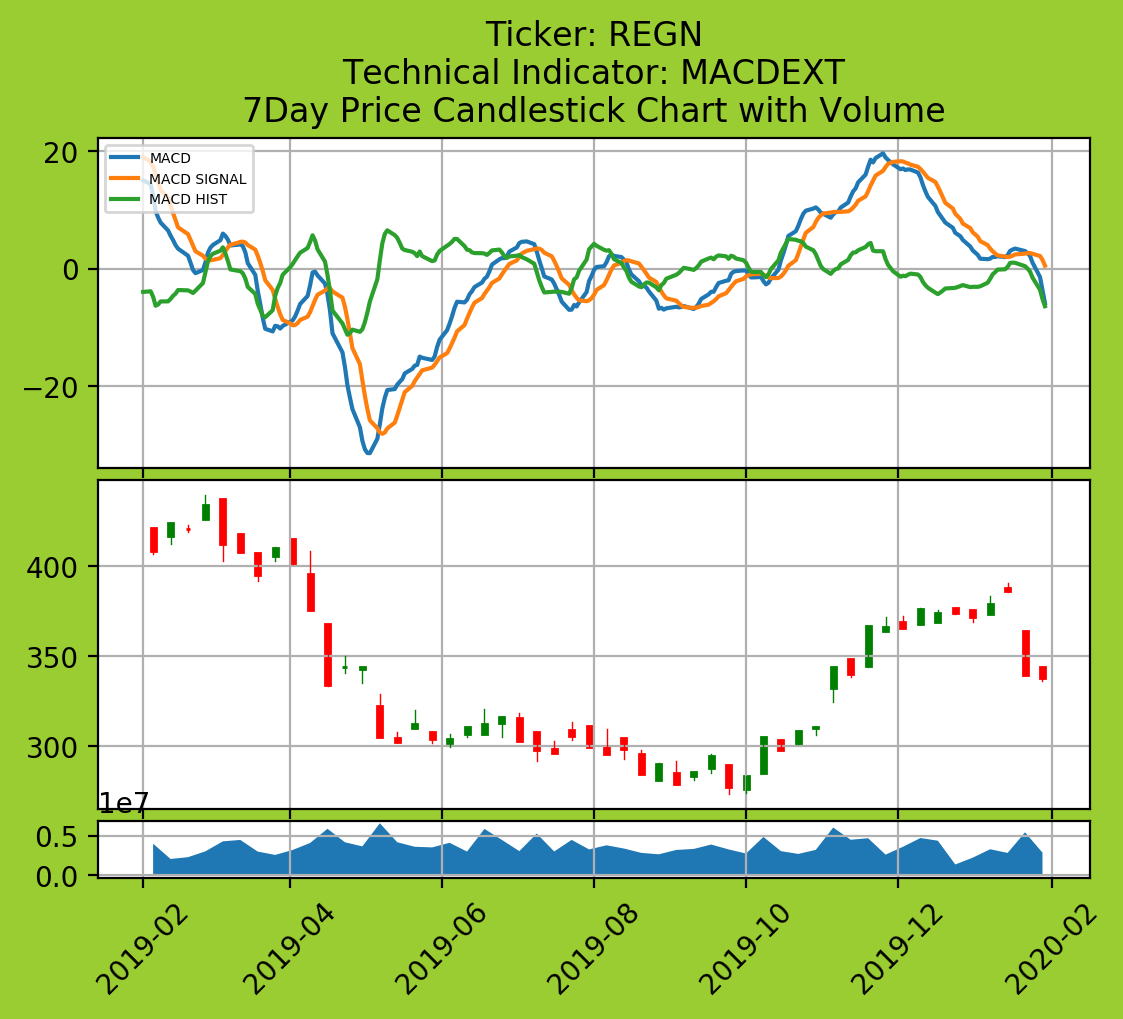 Ticker: REGN
Technical Indicator: MACDEXT
7Day Price Candlestick Chart with Volume
20
0
−20
MACD
MACD SIGNAL
MACD HIST
400
350
300
1e7
0.5
0.0
2019-02
2019-04
2019-06
2019-08
2019-10
2019-12
2020-02